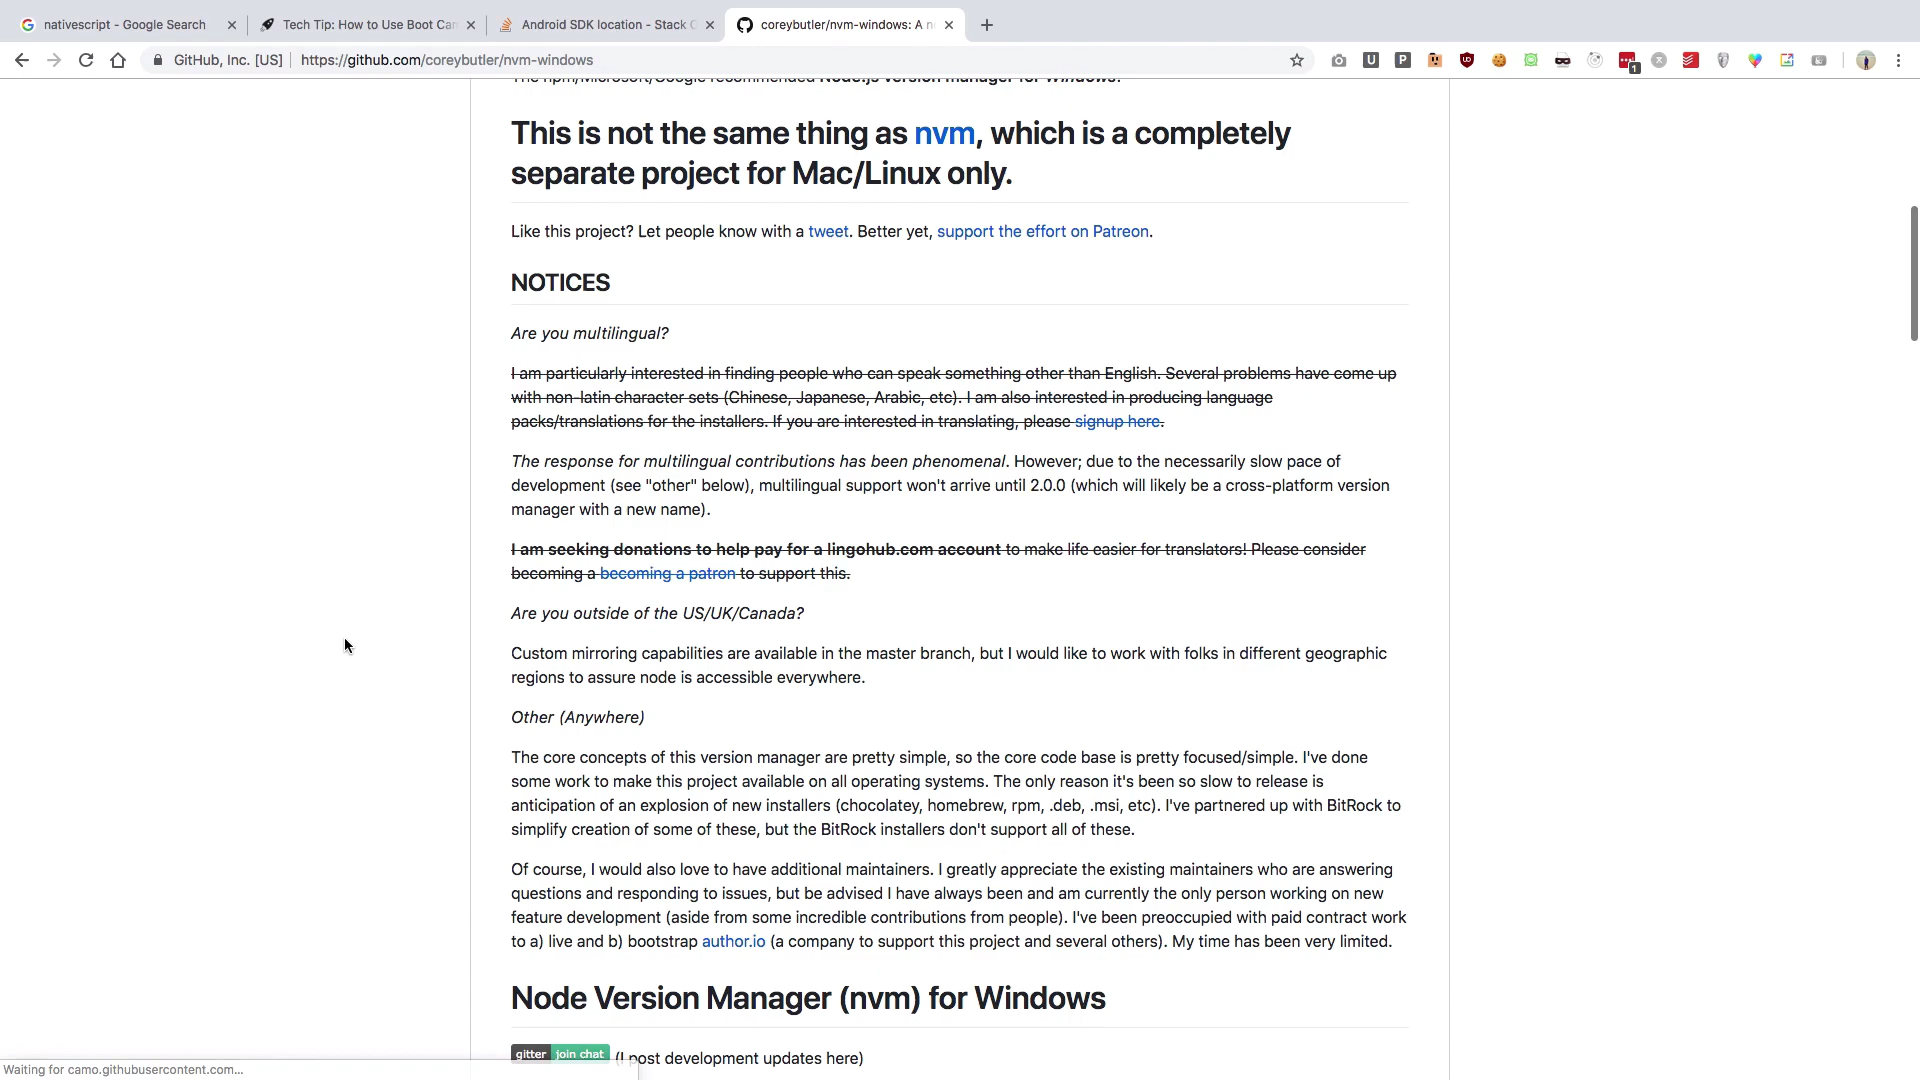 nativescript - Google Search
Tech Tip: How to Use Boot Cam
Android SDK location - Stack O
coreybutler/nvm-windows: A n
GitHub, Inc. [US]
https://github.com/coreybutler/nvm-windows
The npm/Microsoft/Google recommended Node.js version manager for Windows.
This is not the same thing as nvm, which is a completely
separate project for Mac/Linux only.
Like this project? Let people know with a tweet. Better yet, support the effort on Patreon.
NOTICES
Are you multilingual?
I am particularly interested in finding people who can speak something other than English. Several problems have come up
with non-latin character sets (Chinese, Japanese, Arabic, etc). I am also interested in producing language
packs/translations for the installers. If you are interested in translating, please signup here.
The response for multilingual contributions has been phenomenal. However; due to the necessarily slow pace of
development (see "other" below), multilingual support won't arrive until 2.0.0 (which will likely be a cross-platform version
manager with a new name).
I am seeking donations to help pay for a lingohub.com account to make life easier for translators! Please consider
becoming a becoming a patron to support this.
Are you outside of the US/UK/Canada?
Custom mirroring capabilities are available in the master branch, but I would like to work with folks in different geographic
regions to assure node is accessible everywhere.
Other (Anywhere)
The core concepts of this version manager are pretty simple, so the core code base is pretty focused/simple. I've done
some work to make this project available on all operating systems. The only reason it's been so slow to release is
anticipation of an explosion of new installers (chocolatey, homebrew, rpm, .deb, .msi, etc). I've partnered up with BitRock to
simplify creation of some of these, but the BitRock installers don't support all of these.
Of course, I would also love to have additional maintainers. I greatly appreciate the existing maintainers who are answering
questions and responding to issues, but be advised I have always been and am currently the only person working on new
feature development (aside from some incredible contributions from people). I've been preoccupied with paid contract work
to a) live and b) bootstrap author.io (a company to support this project and several others). My time has been very limited.
Node Version Manager (nvm) for Windows
gitter join chat (I post development updates here)
Waiting for camo.githubusercontent.com...